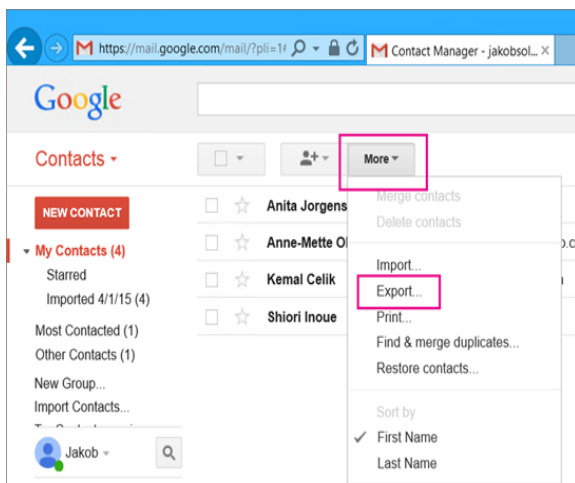 https://mail.google.com/mail/?pli=1#
Contact Manager - jakobsol...
Google
Contacts
More
NEW CONTACT
My Contacts (4)
Starred
Imported 4/1/15 (4)
Most Contacted (1)
Other Contacts (1)
New Group...
Import Contacts...
Jakob
Anita Jorgens
Anne-Mette Ol
Kemal Celik
Shiori Inoue
Merge contacts
Delete contacts
Import...
Export...
Print...
Find & merge duplicates...
Restore contacts...
Sort by
First Name
Last Name